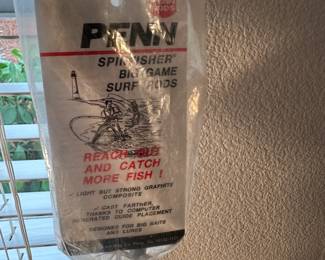 PENN
SPINFISHER
BIG GAME
SURF RODS
REACH OUT
AND CATCH
MORE FISH !
✓ LIGHT BUT STRONG GRAPHITE
COMPOSITE
✓ CAST FARTHER,
THANKS TO COMPUTER
GENERATED GUIDE PLACEMENT
DESIGNED FOR BIG BAITS
AND LURES